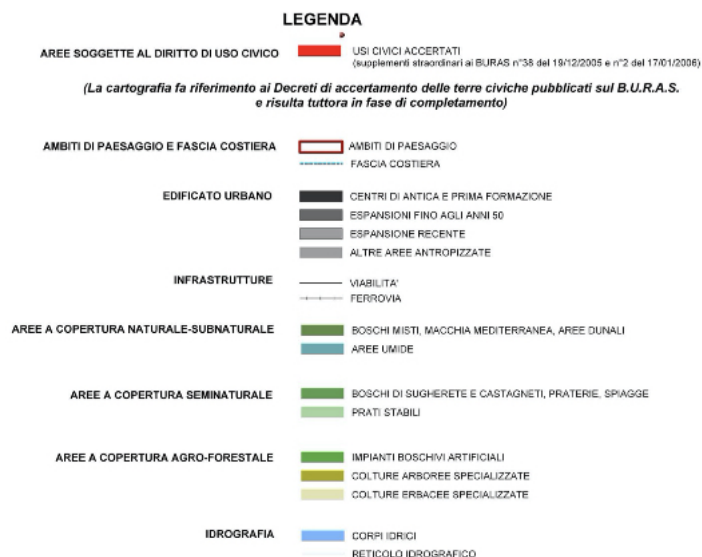 LEGENDA
AREE SOGGETTE AL DIRITTO DI USO CIVICO
USI CIVICI ACCERTATI
(supplementi straordinari ai BURAS n°38 del 19/12/2005 e n°2 del 17/01/2006)
(La cartografia fa riferimento ai Decreti di accertamento delle terre civiche pubblicati sul B.U.R.A.S.
e risulta tuttora in fase di completamento)
AMBITI DI PAESAGGIO E FASCIA COSTIERA
AMBITI DI PAESAGGIO
FASCIA COSTIERA
EDIFICATO URBANO
CENTRI DI ANTICA E PRIMA FORMAZIONE
ESPANSIONI FINO AGLI ANNI 50
ESPANSIONE RECENTE
ALTRE AREE ANTROPIZZATE
INFRASTRUTTURE
VIABILITA'
FERROVIA
AREE A COPERTURA NATURALE-SUBNATURALE
BOSCHI MISTI, MACCHIA MEDITERRANEA, AREE DUNALI
AREE UMIDE
AREE A COPERTURA SEMINATURALE
BOSCHI DI SUGHERETE E CASTAGNETI, PRATERIE, SPIAGGE
PRATI STABILI
AREE A COPERTURA AGRO-FORESTALE
IMPIANTI BOSCHIVI ARTIFICIALI
COLTURE ARBOREE SPECIALIZZATE
COLTURE ERBACEE SPECIALIZZATE
IDROGRAFIA
CORPI IDRICI
RETICOLO IDROGRAFICO